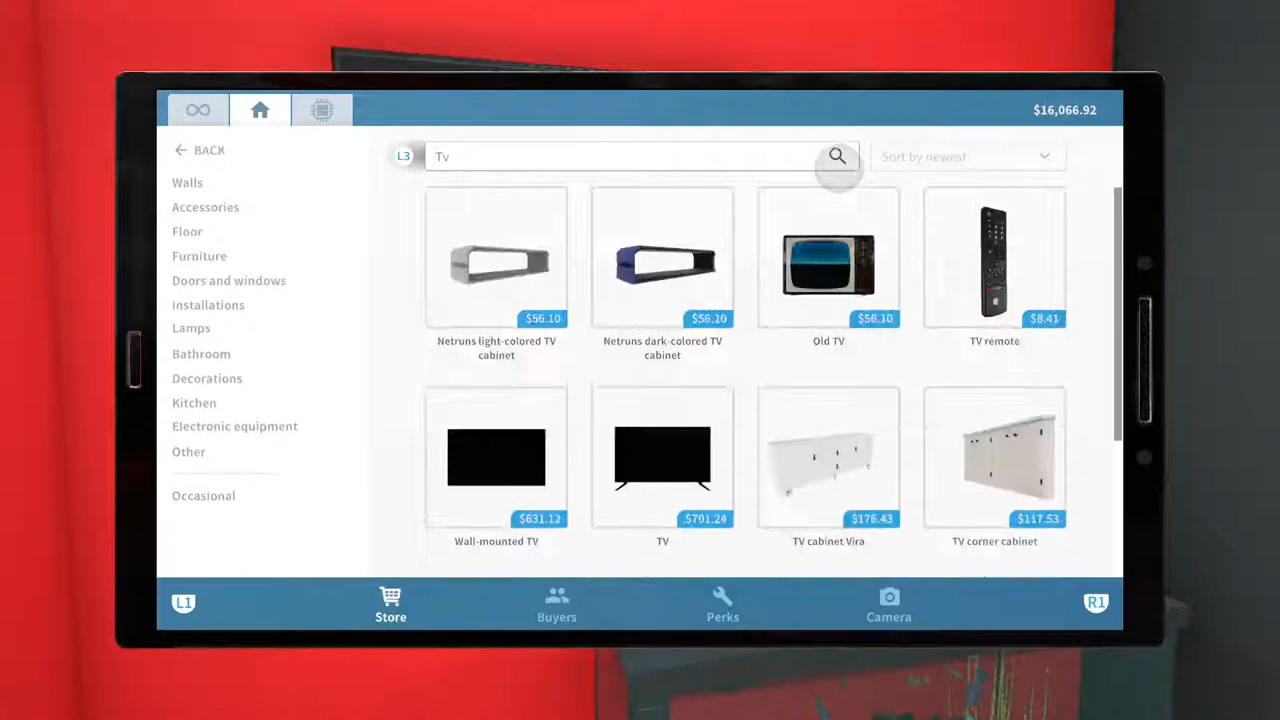 $16,066.92
BACK
L3
Tv
Sort by newest
Walls
Accessories
Floor
Furniture
Doors and windows
Installations
Lamps
Bathroom
Decorations
Kitchen
Electronic equipment
Other
Occasional
$56.10
$56.10
$56.10
$8.41
Netruns light-colored TV
cabinet
Netruns dark-colored TV
cabinet
Old TV
TV remote
$631.12
$701.24
$176.43
$117.53
Wall-mounted TV
TV
TV cabinet Vira
TV corner cabinet
L1
Store
Buyers
Perks
Camera
R1